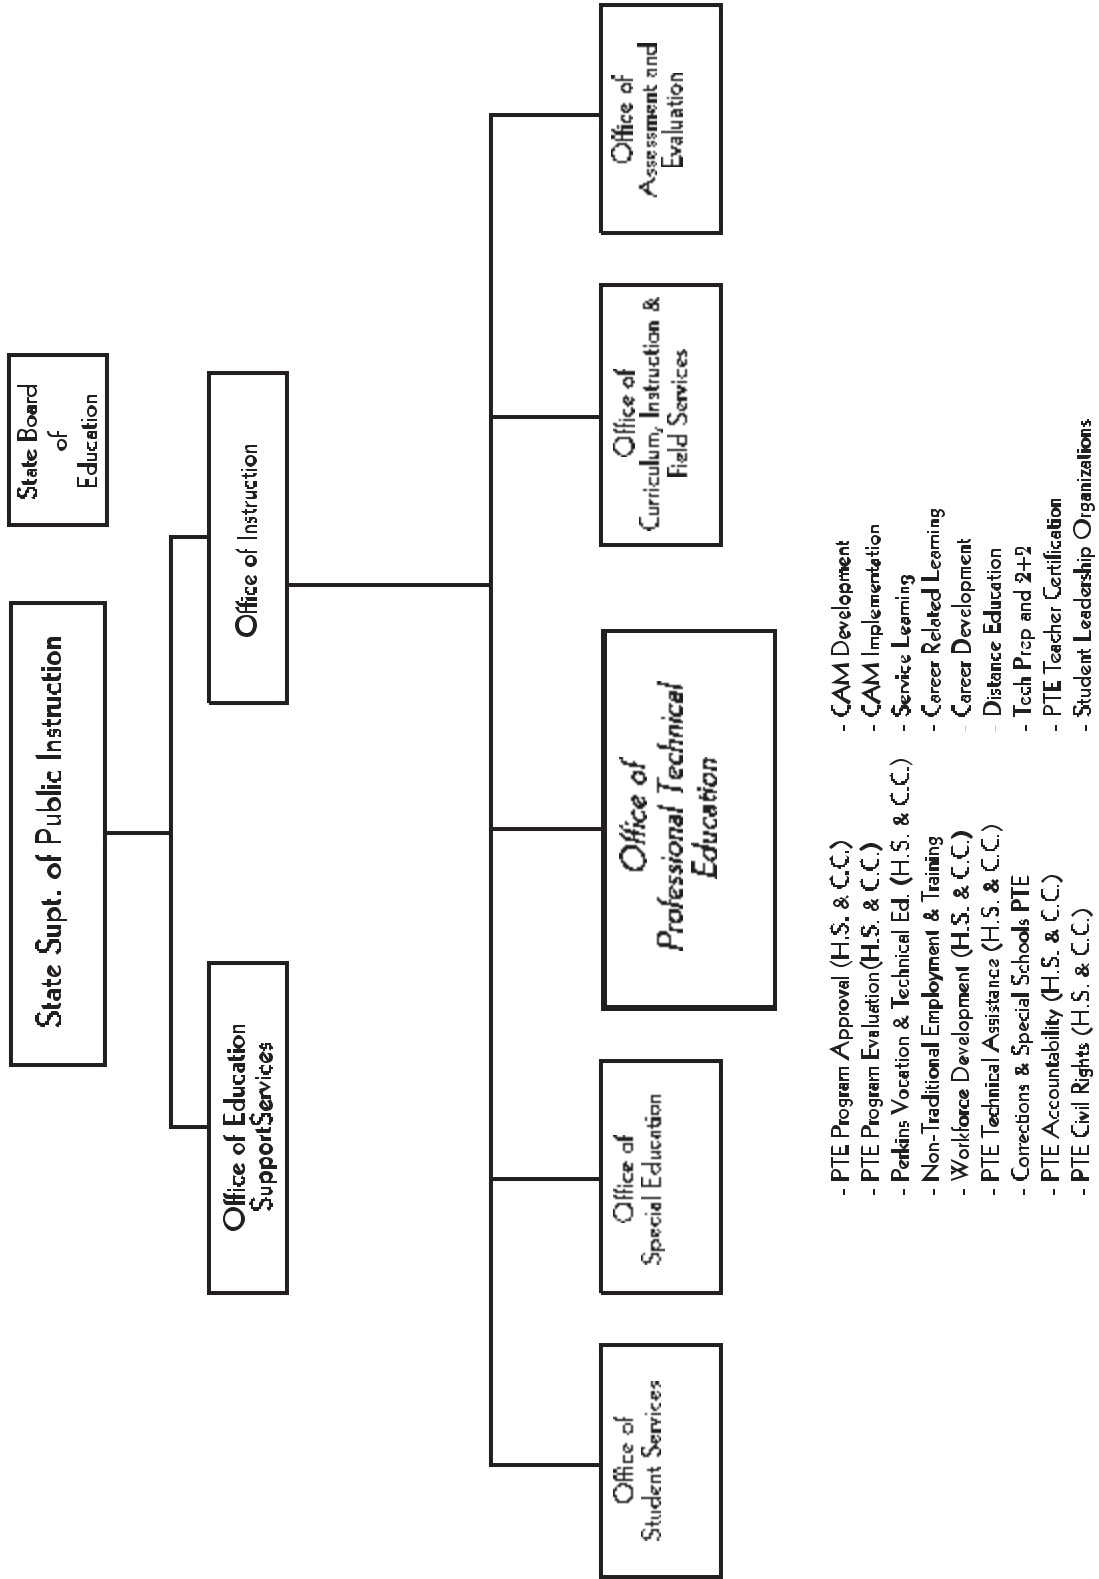 State Supt. of Public Instruction
State Board
of
Education
Office of Education
SupportServices
Office of Instruction
Office of
Student Services
Office of
Special Education
Office of
Professional Technical
Education
Office of
Curriculum, Instruction &
Field Services
Office of
Assessment and
Evaluation
- PTE Program Approval (H.S. & C.C.)
- PTE Program Evaluation(H.S. & C.C.)
- Perkins Vocation & Technical Ed. (H.S. & C.C.)
- Non-Traditional Employment & Training
- Workforce Development (H.S. & C.C.)
- PTE Technical Assistance (H.S. & C.C.)
- Corrections & Special Schools PTE
- PTE Accountability (H.S. & C.C.)
- PTE Civil Rights (H.S. & C.C.)
- CAM Development
- CAM Implementation
- Service Learning
- Career Related Learning
- Career Development
- Distance Education
- Tech Prep and 2+2
- PTE Teacher Certification
- Student Leadership Organizations